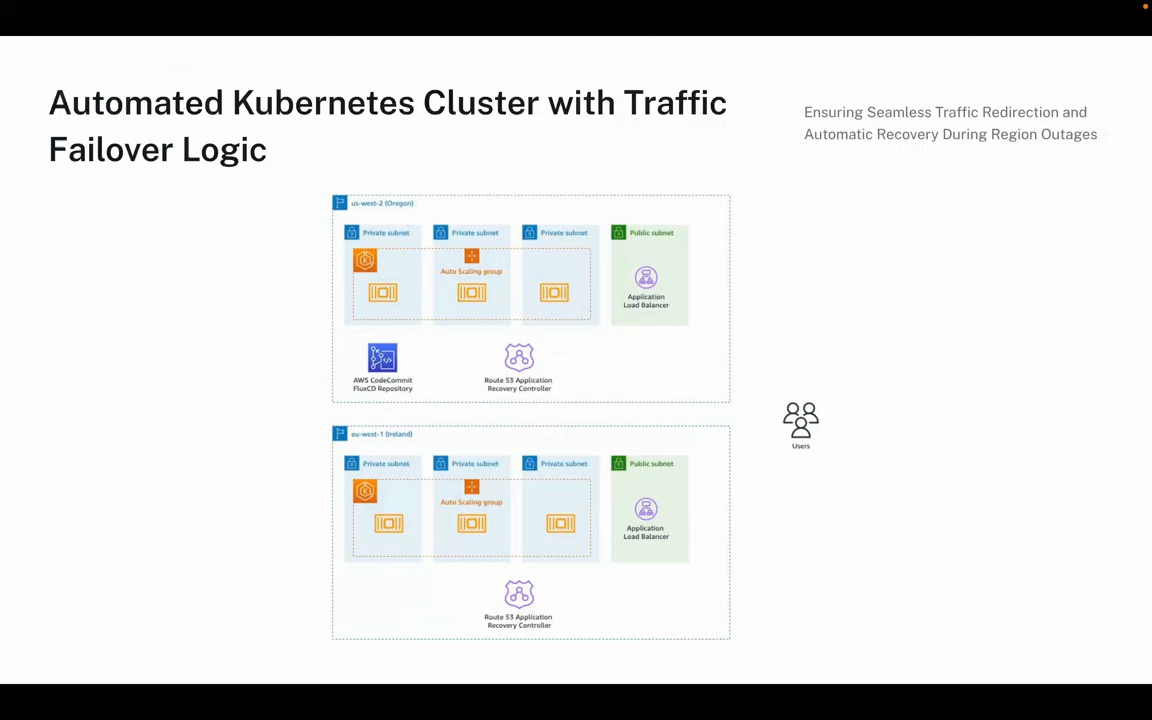 Automated Kubernetes Cluster with Traffic
Failover Logic
Ensuring Seamless Traffic Redirection and
Automatic Recovery During Region Outages
us-west-2 (Oregon)
Private subnet
Private subnet
Private subnet
Public subnet
Auto Scaling group
Application
Load Balancer
AWS CodeCommit
FluxCD Repository
Route 53 Application
Recovery Controller
Users
eu-west-1 (Ireland)
Private subnet
Private subnet
Private subnet
Public subnet
Auto Scaling group
Application
Load Balancer
Route 53 Application
Recovery Controller